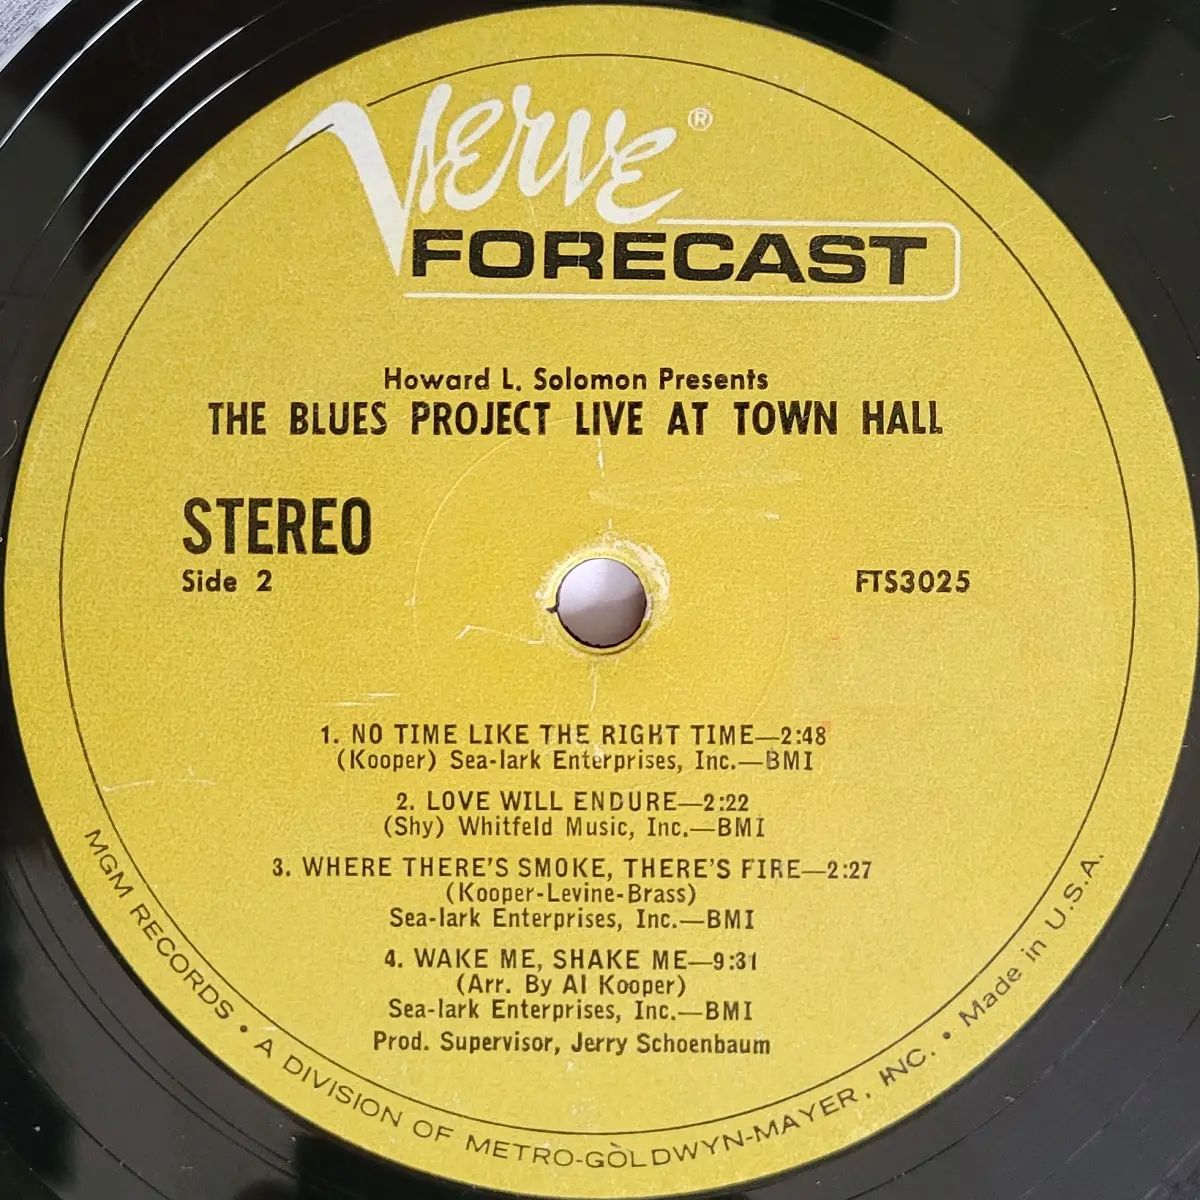 Verve®
FORECAST
Howard L. Solomon Presents
THE BLUES PROJECT LIVE AT TOWN HALL
STEREO
Side 2
FTS3025
1. NO TIME LIKE THE RIGHT TIME—2:48
(Kooper) Sea-lark Enterprises, Inc.—BMI
2. LOVE WILL ENDURE—2:22
(Shy) Whitfeld Music, Inc.—BMI
3. WHERE THERE'S SMOKE, THERE'S FIRE—2:27
(Kooper-Levine-Brass)
Sea-lark Enterprises, Inc.—BMI
4. WAKE ME, SHAKE ME—9:31
(Arr. By Al Kooper)
Sea-lark Enterprises, Inc.—BMI
Prod. Supervisor, Jerry Schoenbaum
MGM RECORDS • A DIVISION OF METRO-GOLDWYN-MAYER, INC. • Made in U.S.A.